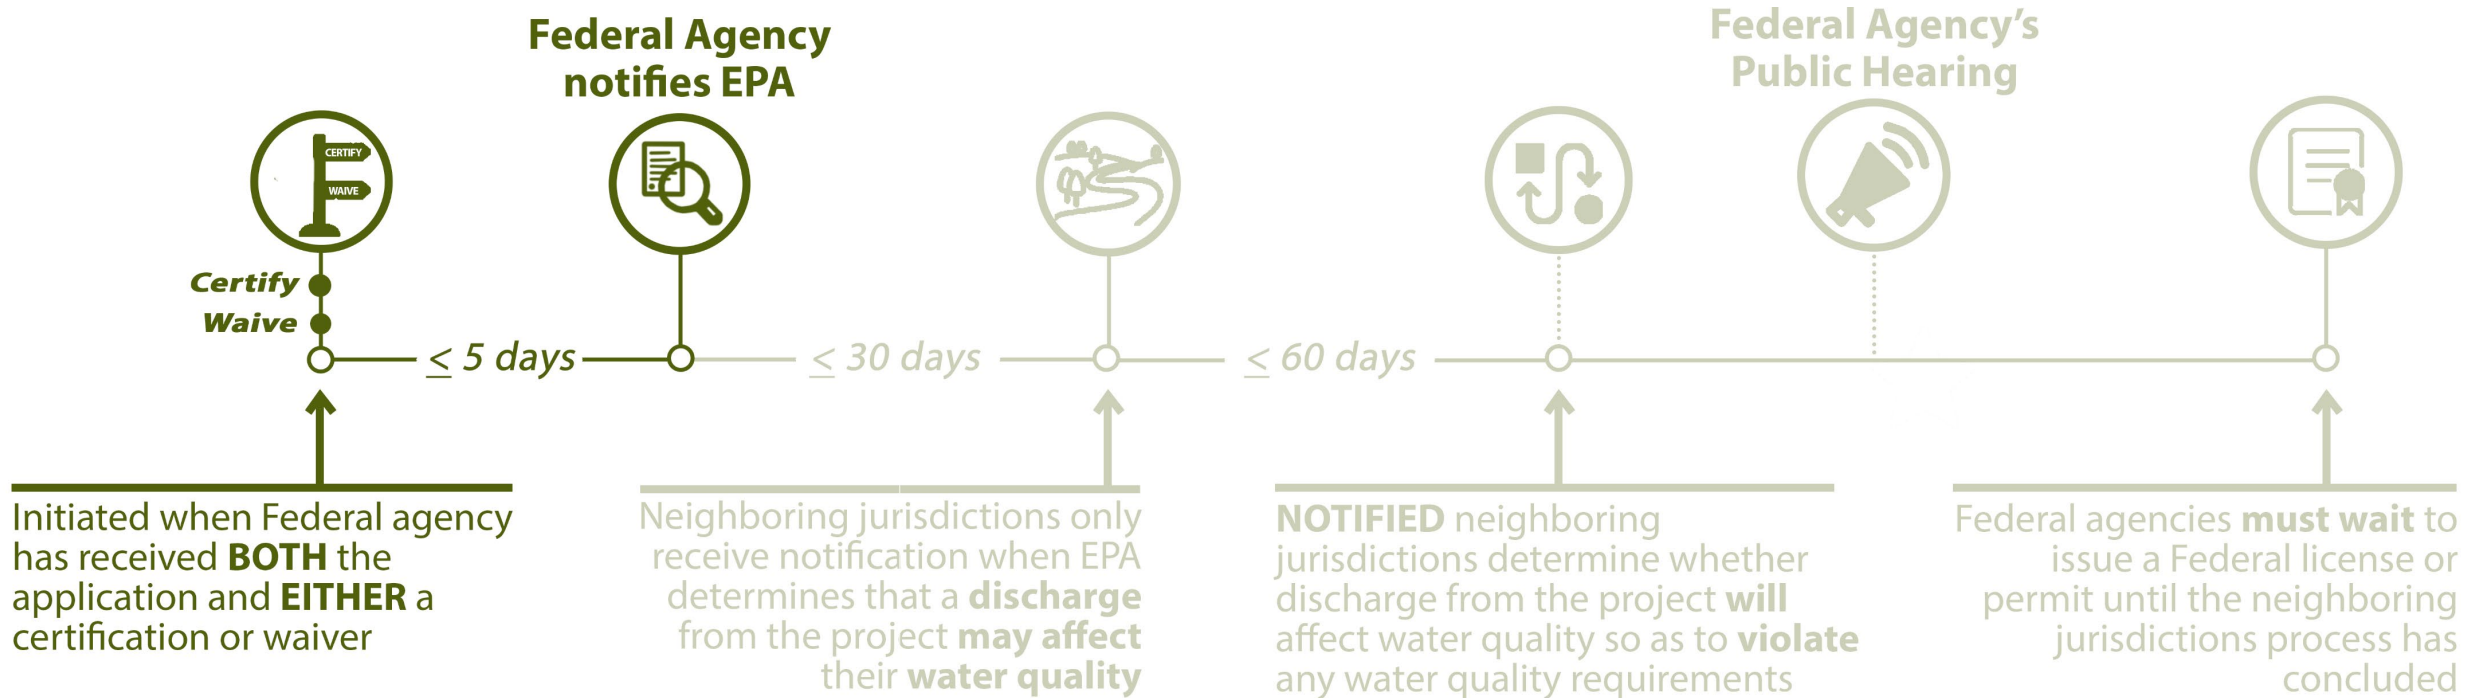 Federal Agency
notifies EPA
Federal Agency's
Public Hearing
CERTIFY
WAIVE
Certify
Waive
≤ 5 days
≤ 30 days
≤ 60 days
Initiated when Federal agency
has received BOTH the
application and EITHER a
certification or waiver
Neighboring jurisdictions only
receive notification when EPA
determines that a discharge
from the project may affect
their water quality
NOTIFIED neighboring
jurisdictions determine whether
discharge from the project will
affect water quality so as to violate
any water quality requirements
Federal agencies must wait to
issue a Federal license or
permit until the neighboring
jurisdictions process has
concluded